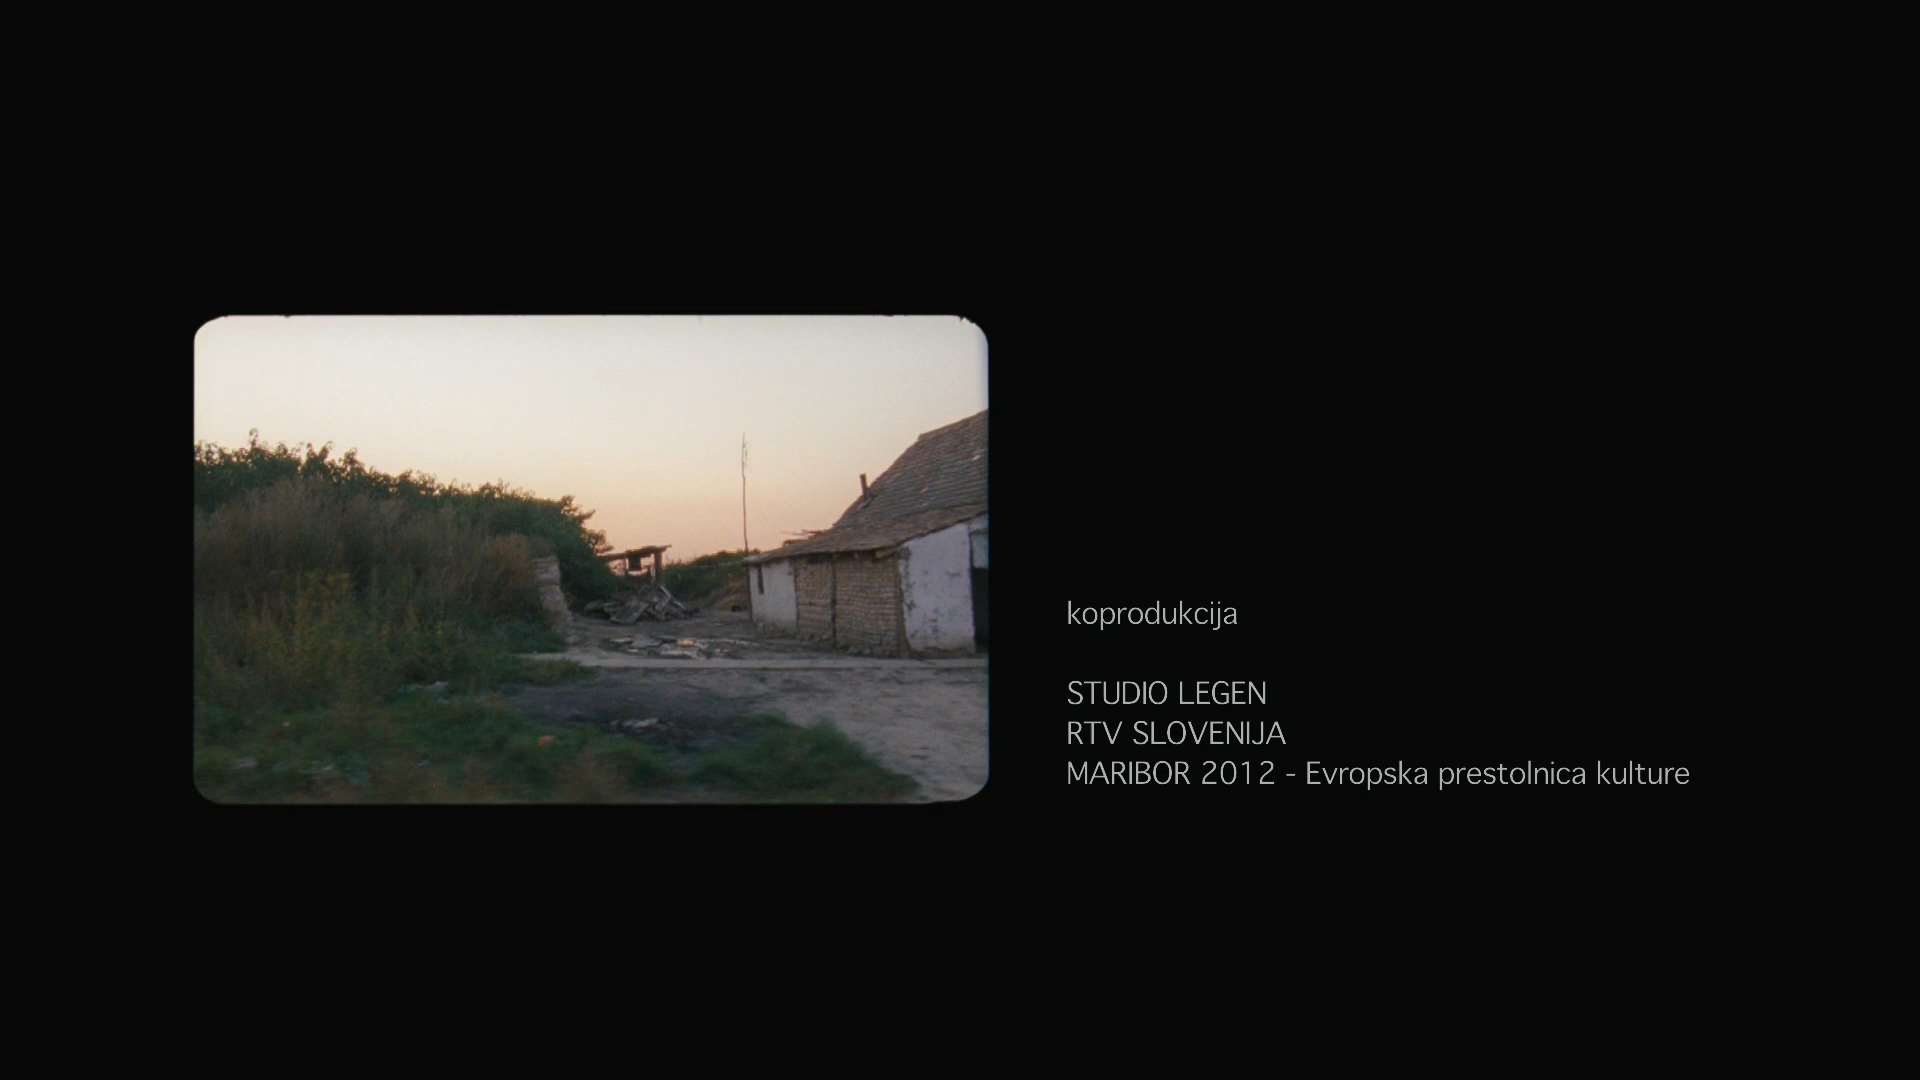 koprodukcija
STUDIO LEGEN
RTV SLOVENIJA
MARIBOR 2012 - Evropska prestolnica kulture